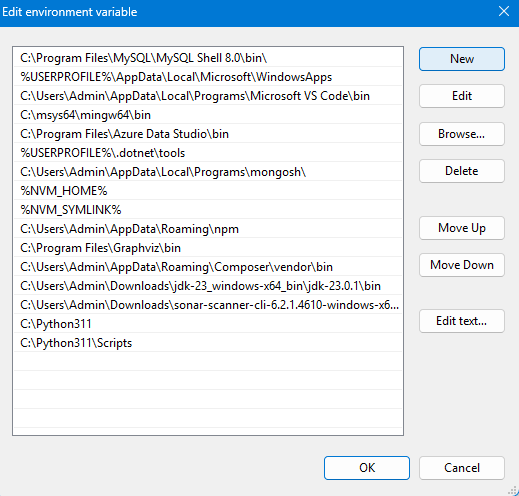 Edit environment variable
C:\Program Files\MySQL\MySQL Shell 8.0\bin\
%USERPROFILE%\AppData\Local\Microsoft\WindowsApps
C:\Users\Admin\AppData\Local\Programs\Microsoft VS Code\bin
C:\msys64\mingw64\bin
C:\Program Files\Azure Data Studio\bin
%USERPROFILE%\.dotnet\tools
C:\Users\Admin\AppData\Local\Programs\mongosh\
%NVM_HOME%
%NVM_SYMLINK%
C:\Users\Admin\AppData\Roaming\npm
C:\Program Files\Graphviz\bin
C:\Users\Admin\AppData\Roaming\Composer\vendor\bin
C:\Users\Admin\Downloads\jdk-23_windows-x64_bin\jdk-23.0.1\bin
C:\Users\Admin\Downloads\sonar-scanner-cli-6.2.1.4610-windows-x6...
C:\Python311
C:\Python311\Scripts
New
Edit
Browse...
Delete
Move Up
Move Down
Edit text...
OK
Cancel